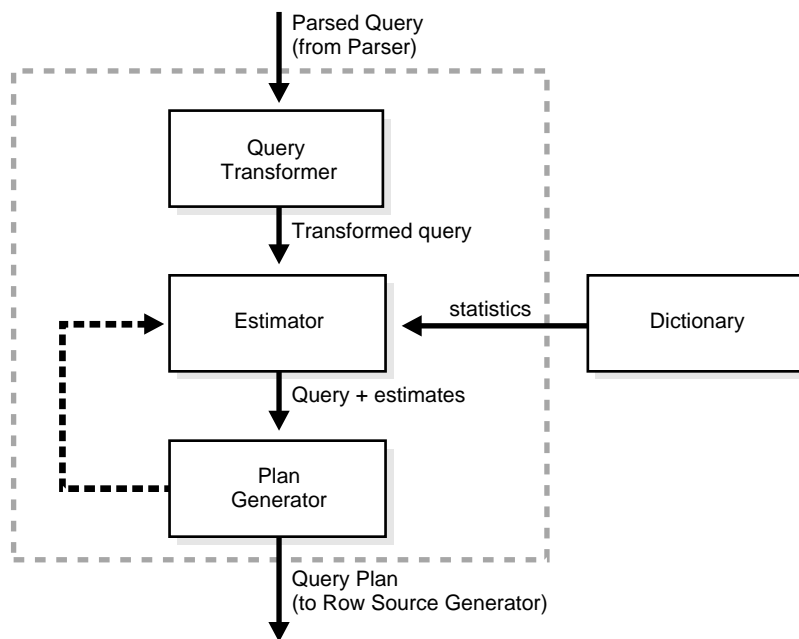 Parsed Query
(from Parser)
Query
Transformer
Transformed query
Estimator
statistics
Dictionary
Query + estimates
Plan
Generator
Query Plan
(to Row Source Generator)